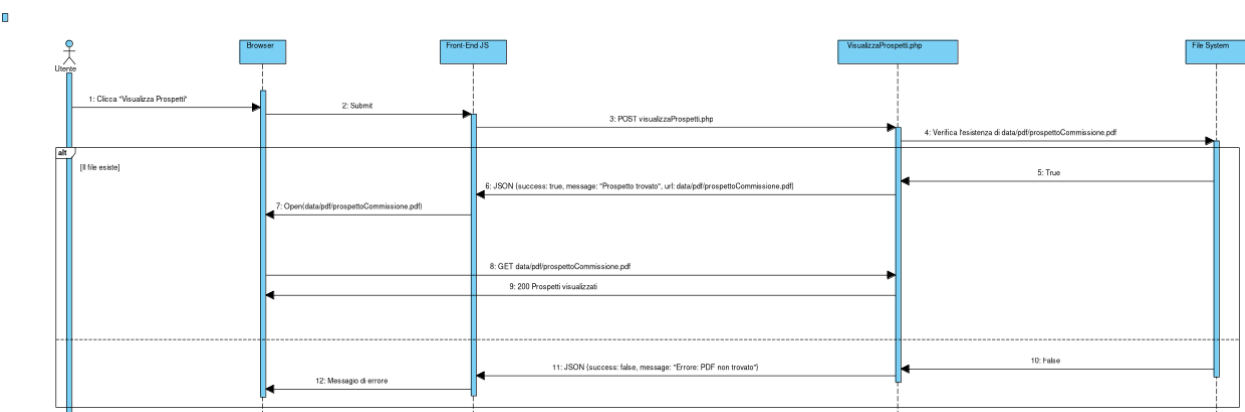 Utente
Browser
Front-End JS
VisualizzaProspetti.php
File System
1: Clicca "Visualizza Prospetti"
2: Submit
3: POST visualizzaProspetti.php
4: Verifica l'esistenza di data/pdf/prospettoCommissione.pdf
alt
[Il file esiste]
5: True
6: JSON {success: true, message: "Prospetto trovato", url: data/pdf/prospettoCommissione.pdf}
7: Open(data/pdf/prospettoCommissione.pdf)
8: GET data/pdf/prospettoCommissione.pdf
9: 200 Prospetti visualizzati
10: False
11: JSON {success: false, message: "Errore: PDF non trovato"}
12: Messagio di errore